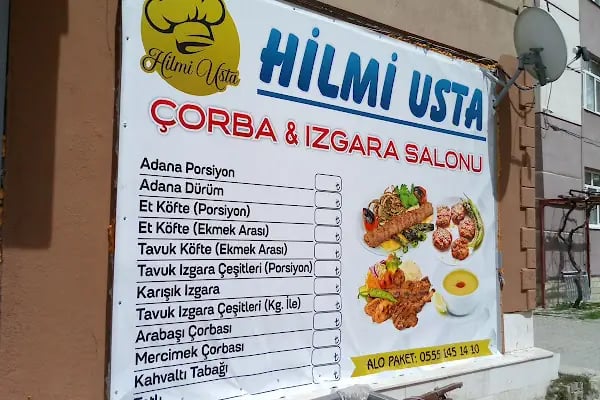 Hilmi Usta
HİLMİ USTA
ÇORBA & IZGARA SALONU
Adana Porsiyon
Adana Dürüm
Et Köfte (Porsiyon)
Et Köfte (Ekmek Arası)
Tavuk Köfte (Ekmek Arası)
Tavuk Izgara Çeşitleri (Porsiyon)
Karışık Izgara
Tavuk Izgara Çeşitleri (Kg. İle)
Arabaşı Çorbası
Mercimek Çorbası
Kahvaltı Tabağı
ALO PAKET: 0555 145 14 10